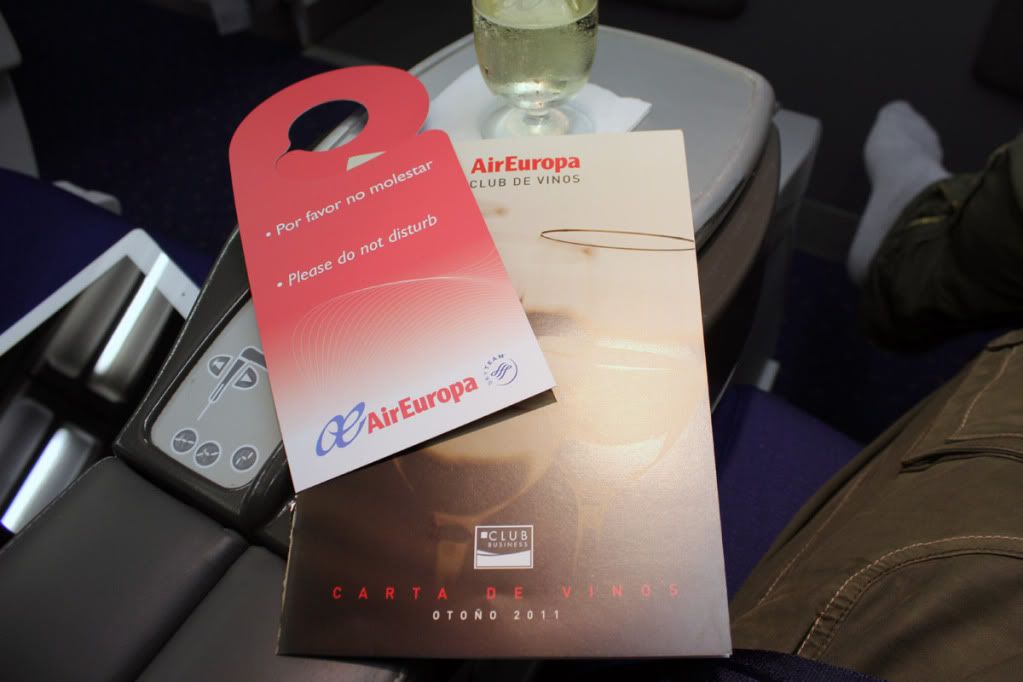 • Por favor no molestar
• Please do not disturb
AirEuropa
SKYTEAM
AirEuropa
CLUB DE VINOS
CLUB
BUSINESS
CARTA DE VINOS
OTOÑO 2011